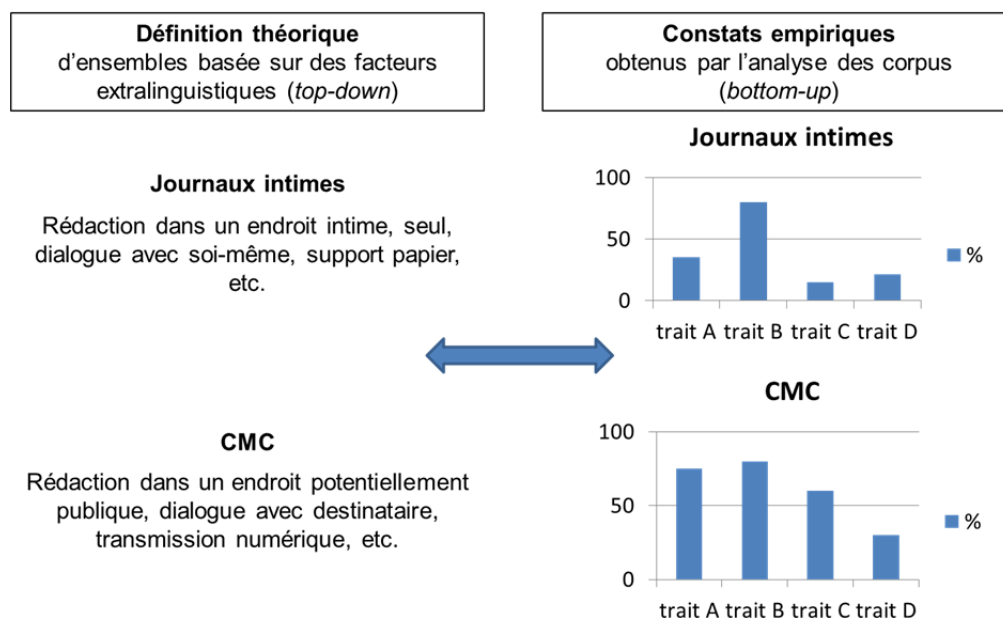 Définition théorique
d'ensembles basée sur des facteurs
extralinguistiques (top-down)
Constats empiriques
obtenus par l'analyse des corpus
(bottom-up)
Journaux intimes
Rédaction dans un endroit intime, seul,
dialogue avec soi-même, support papier,
etc.
Journaux intimes
100
50
0
trait A trait B trait C trait D
%
CMC
Rédaction dans un endroit potentiellement
publique, dialogue avec destinataire,
transmission numérique, etc.
CMC
100
50
0
trait A trait B trait C trait D
%